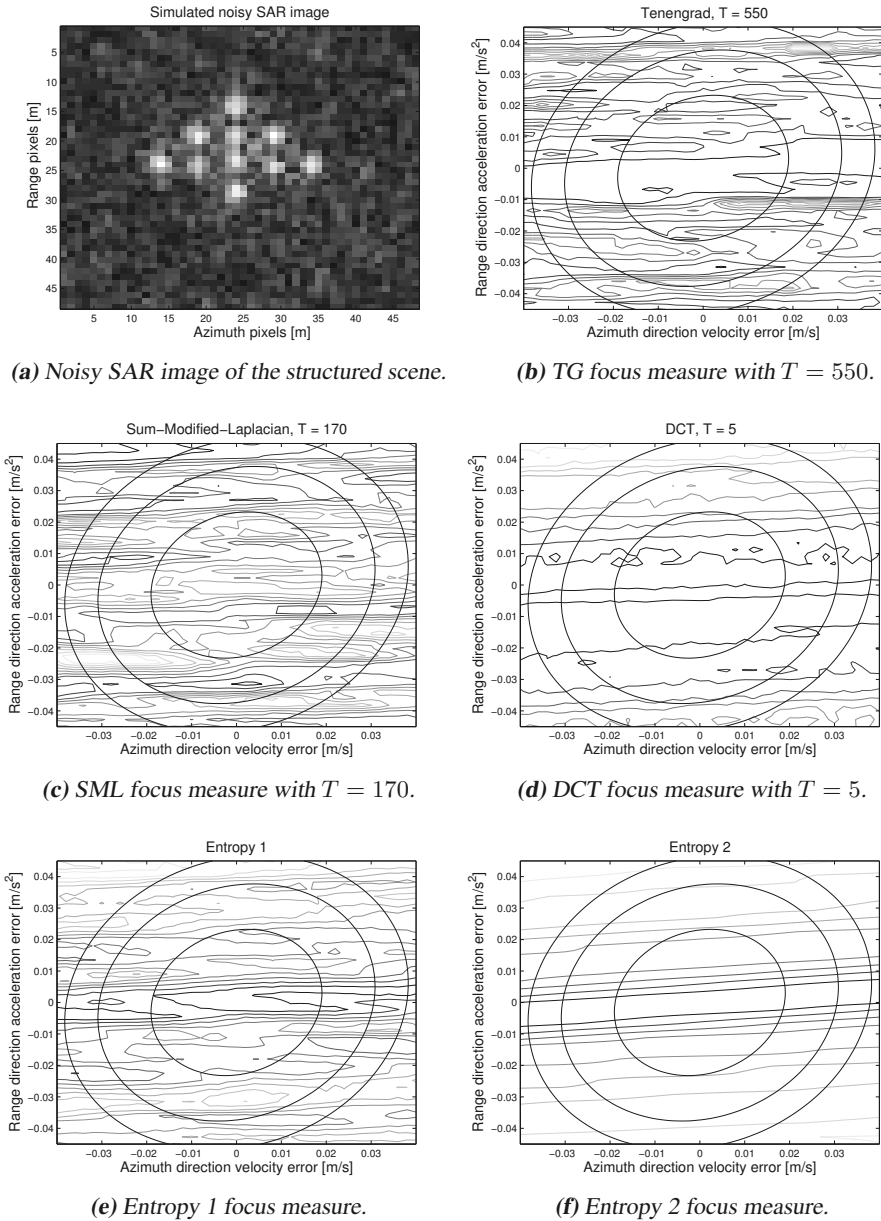 Simulated noisy SAR image
Range pixels [m]
5
10
15
20
25
30
35
40
45
5 10 15 20 25 30 35 40 45
Azimuth pixels [m]
(a) Noisy SAR image of the structured scene.
Tenengrad, T = 550
Range direction acceleration error [m/s²]
0.04
0.03
0.02
0.01
0
−0.01
−0.02
−0.03
−0.04
−0.03 −0.02 −0.01 0 0.01 0.02 0.03
Azimuth direction velocity error [m/s]
(b) TG focus measure with T = 550.
Sum−Modified−Laplacian, T = 170
Range direction acceleration error [m/s²]
0.04
0.03
0.02
0.01
0
−0.01
−0.02
−0.03
−0.04
−0.03 −0.02 −0.01 0 0.01 0.02 0.03
Azimuth direction velocity error [m/s]
(c) SML focus measure with T = 170.
DCT, T = 5
Range direction acceleration error [m/s²]
0.04
0.03
0.02
0.01
0
−0.01
−0.02
−0.03
−0.04
−0.03 −0.02 −0.01 0 0.01 0.02 0.03
Azimuth direction velocity error [m/s]
(d) DCT focus measure with T = 5.
Entropy 1
Range direction acceleration error [m/s²]
0.04
0.03
0.02
0.01
0
−0.01
−0.02
−0.03
−0.04
−0.03 −0.02 −0.01 0 0.01 0.02 0.03
Azimuth direction velocity error [m/s]
(e) Entropy 1 focus measure.
Entropy 2
Range direction acceleration error [m/s²]
0.04
0.03
0.02
0.01
0
−0.01
−0.02
−0.03
−0.04
−0.03 −0.02 −0.01 0 0.01 0.02 0.03
Azimuth direction velocity error [m/s]
(f) Entropy 2 focus measure.